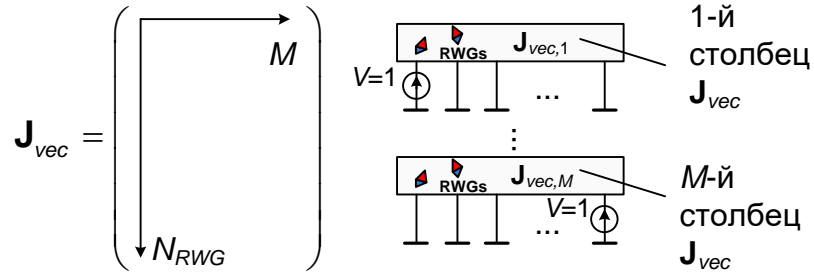 J_vec =
M
N_RWG
RWGs
J_vec,1
V=1
...
1-й
столбец
J_vec
...
RWGs
J_vec,M
V=1
...
M-й
столбец
J_vec